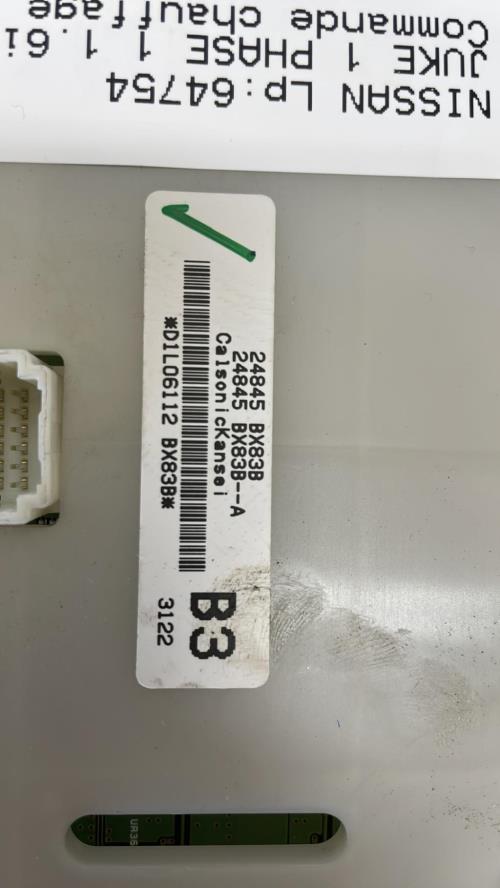 NISSAN Lp:64754
JUKE 1 PHASE 1 1.6i
Commande chauffage
24845 BX83B
24845 BX83B--A
CalsonicKansei
*D1L06112 BX83B*
B3
3122